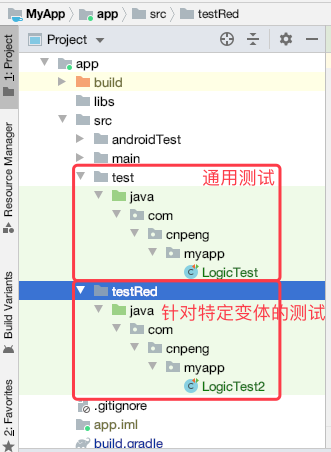 MyApp app src testRed
Project
app
build
libs
src
androidTest
main
test
通用测试
java
com
cnpeng
myapp
LogicTest
testRed
java
针对特定变体的测试
com
cnpeng
myapp
LogicTest2
.gitignore
app.iml
build.gradle
1: Project
Resource Manager
Build Variants
2: Favorites